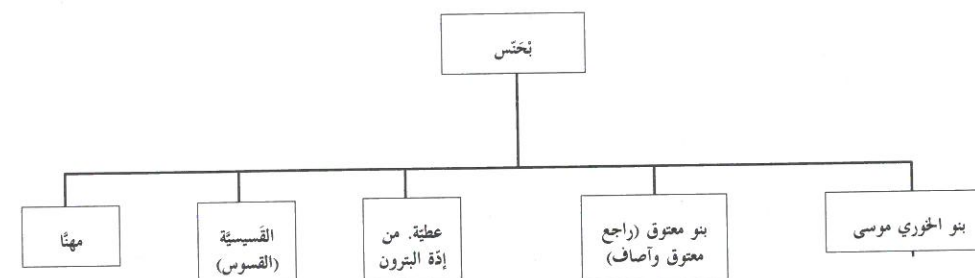 بْحَنّس
بنو الخوري موسى
بنو معتوق (راجع
معتوق وآصاف)
عطيّة. من
إدّة البترون
القَسيسيَّة
(القسوس)
مهنَّا